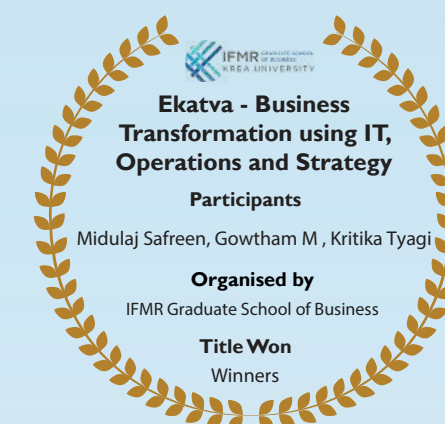 IFMR GRADUATE SCHOOL
OF BUSINESS
KREA UNIVERSITY
Ekatva - Business
Transformation using IT,
Operations and Strategy
Participants
Midulaj Safreen, Gowtham M , Kritika Tyagi
Organised by
IFMR Graduate School of Business
Title Won
Winners